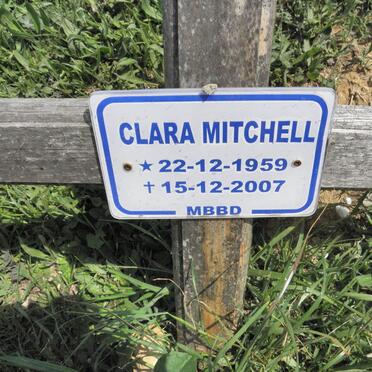 CLARA MITCHELL
★ 22-12-1959
✝ 15-12-2007
MBBD